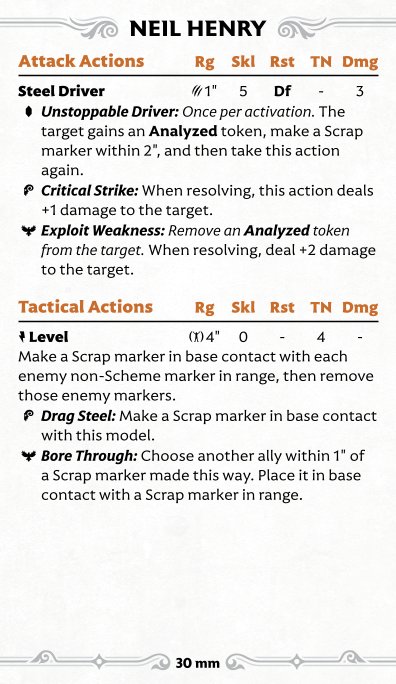 NEIL HENRY
Attack Actions Rg Skl Rst TN Dmg
Steel Driver 1" 5 Df - 3
Unstoppable Driver: Once per activation. The
target gains an Analyzed token, make a Scrap
marker within 2", and then take this action
again.
Critical Strike: When resolving, this action deals
+1 damage to the target.
Exploit Weakness: Remove an Analyzed token
from the target. When resolving, deal +2 damage
to the target.
Tactical Actions Rg Skl Rst TN Dmg
Level 4" 0 - 4 -
Make a Scrap marker in base contact with each
enemy non-Scheme marker in range, then remove
those enemy markers.
Drag Steel: Make a Scrap marker in base contact
with this model.
Bore Through: Choose another ally within 1" of
a Scrap marker made this way. Place it in base
contact with a Scrap marker in range.
30 mm